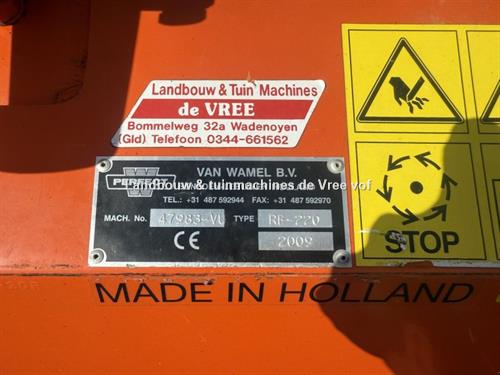 Landbouw & Tuin Machines
de VREE
Bommelweg 32a Wadenoyen
(Gld) Telefoon 0344-661562
PERFECT
VAN WAMEL B.V.
Landbouw & tuinmachines de Vree vof
TEL.: +31 487 592944 FAX: +31 487 592970
MACH. No. 47983-VU TYPE RF-220
CE 2009
STOP
MADE IN HOLLAND